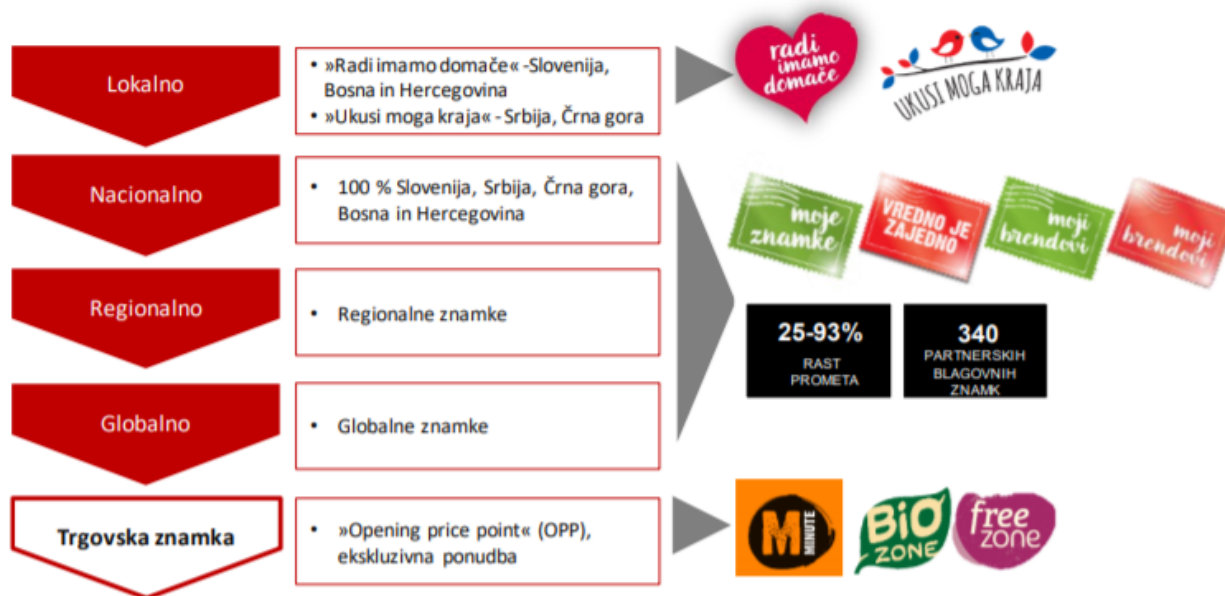 Lokalno
• »Radi imamo domače« -Slovenija,
Bosna in Hercegovina
• »Ukusi moga kraja« - Srbija, Črna gora
radi
imamo
domače
UKUSI MOGA KRAJA
Nacionalno
• 100 % Slovenija, Srbija, Črna gora,
Bosna in Hercegovina
moje
znamke
VREDNO JE
ZAJEDNO
moji
brendovi
moji
brendovi
Regionalno
• Regionalne znamke
25-93%
RAST
PROMETA
340
PARTNERSKIH
BLAGOVNIH
ZNAMK
Globalno
• Globalne znamke
Trgovska znamka
• »Opening price point« (OPP),
ekskluzivna ponudba
M
MINUTE
BiO
ZONE
free
zone